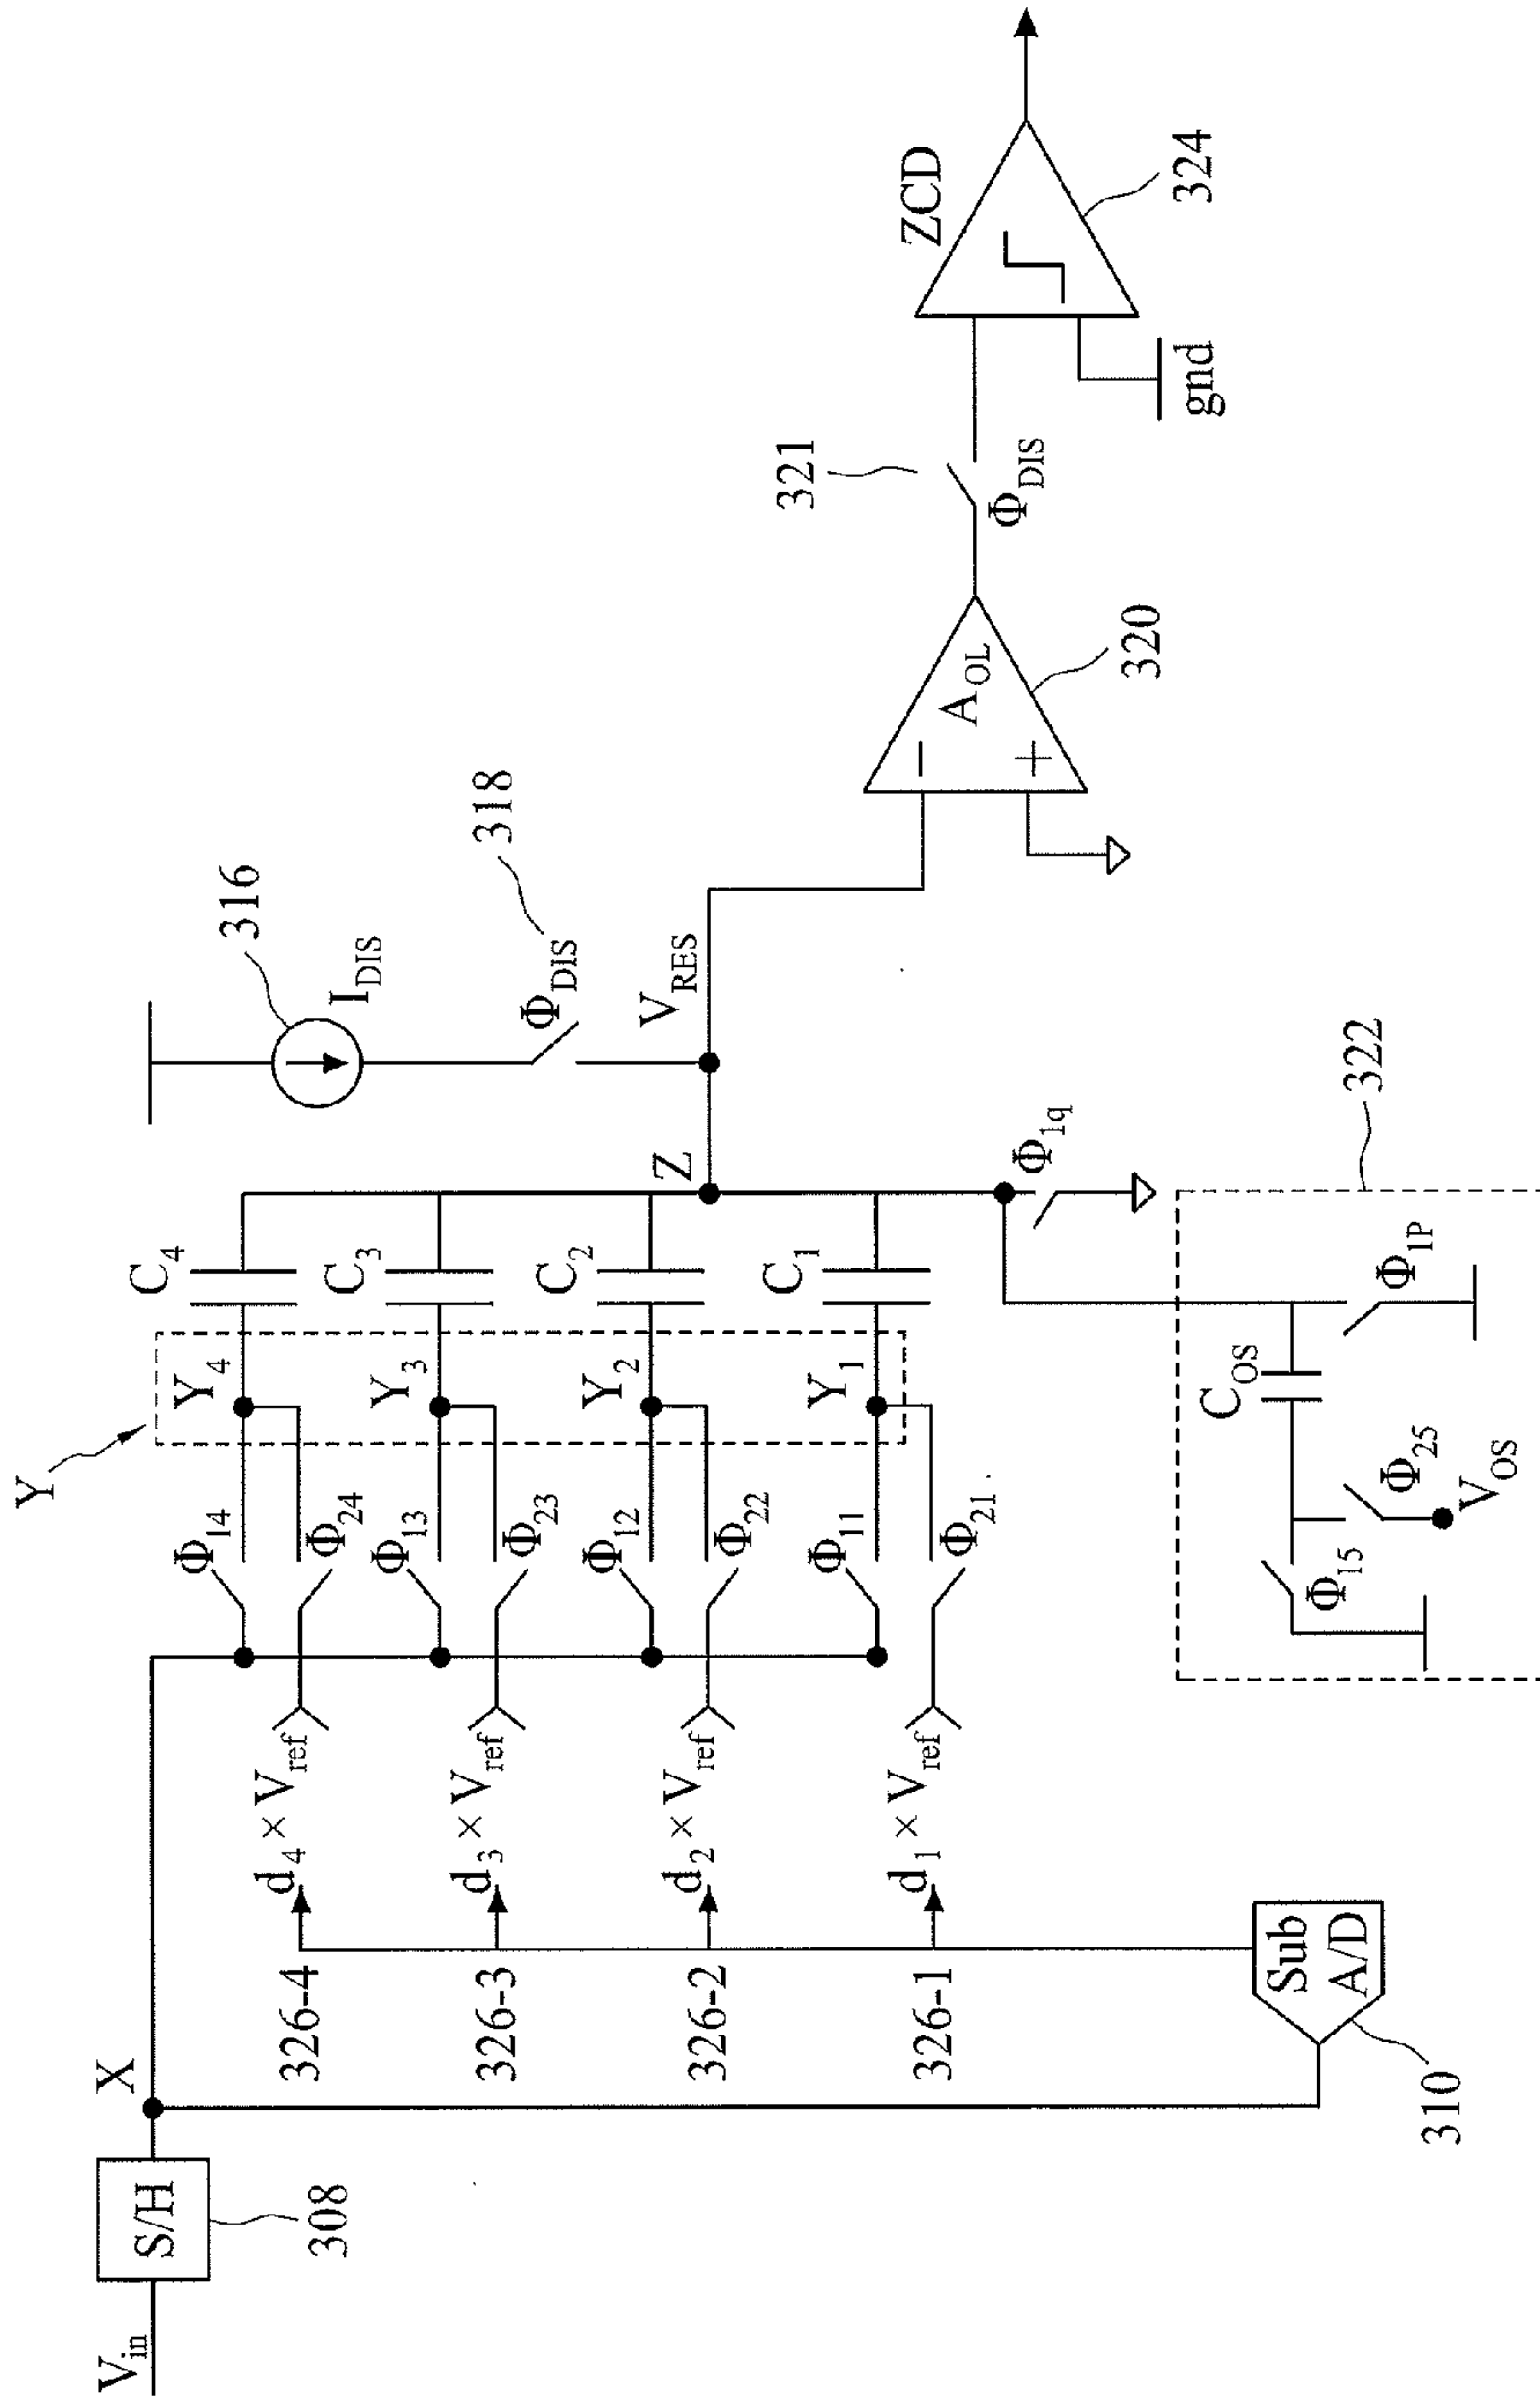 V_in
S/H
308
X
Sub
A/D
310
326-4
326-3
326-2
326-1
d_4 × V_ref
d_3 × V_ref
d_2 × V_ref
d_1 × V_ref
Φ_14
Φ_24
Φ_13
Φ_23
Φ_12
Φ_22
Φ_11
Φ_21
Y
Y_4
Y_3
Y_2
Y_1
C_4
C_3
C_2
C_1
Φ_15
Φ_25
V_OS
C_OS
Φ_1P
322
Φ_1q
Z
316
I_DIS
Φ_DIS
318
V_RES
−
+
A_OL
320
321
Φ_DIS
gnd
ZCD
324